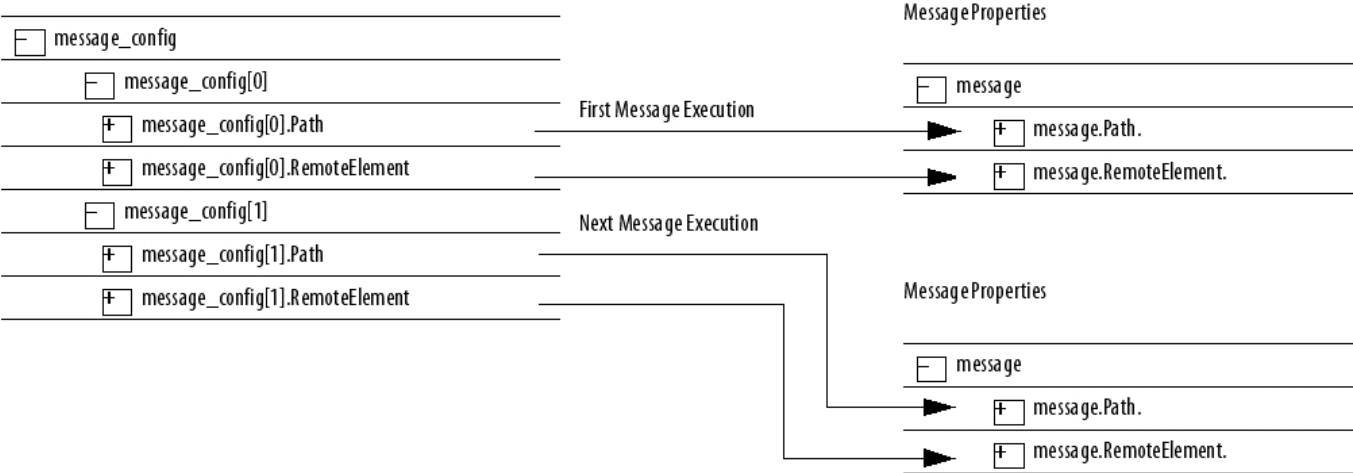 message_config
message_config[0]
message_config[0].Path
message_config[0].RemoteElement
message_config[1]
message_config[1].Path
message_config[1].RemoteElement
First Message Execution
Next Message Execution
MessageProperties
message
message.Path.
message.RemoteElement.
MessageProperties
message
message.Path.
message.RemoteElement.